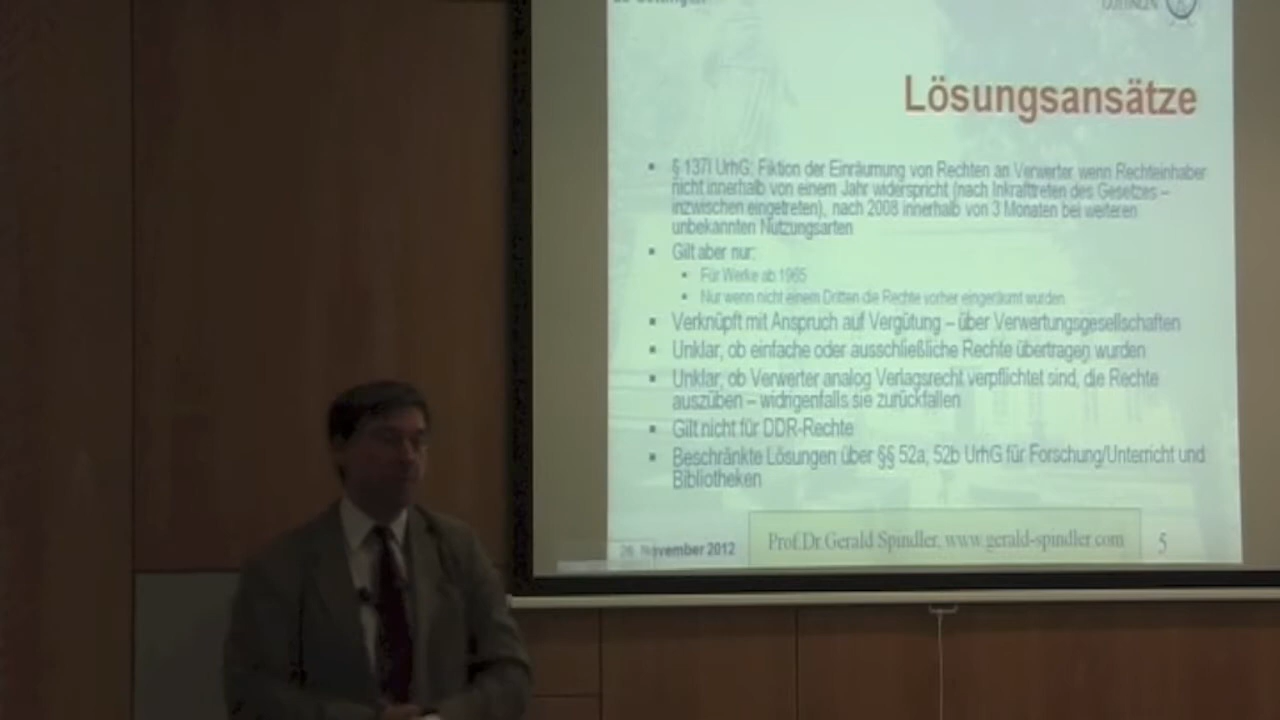 Lösungsansätze
▪ § 137l UrhG: Fiktion der Einräumung von Rechten an Verwerter, wenn Rechteinhaber
nicht innerhalb von einem Jahr widerspricht (nach Inkrafttreten des Gesetzes –
inzwischen eingetreten), nach 2008 innerhalb von 3 Monaten bei weiteren
unbekannten Nutzungsarten
▪ Gilt aber nur:
▪ Für Werke ab 1965
▪ Nur wenn nicht einem Dritten die Rechte vorher eingeräumt wurden
▪ Verknüpft mit Anspruch auf Vergütung – über Verwertungsgesellschaften
▪ Unklar, ob einfache oder ausschließliche Rechte übertragen wurden
▪ Unklar, ob Verwerter analog Verlagsrecht verpflichtet sind, die Rechte
auszüben – widrigenfalls sie zurückfallen
▪ Gilt nicht für DDR-Rechte
▪ Beschränkte Lösungen über §§ 52a, 52b UrhG für Forschung/Unterricht und
Bibliotheken
November 2012
Prof.Dr.Gerald Spindler, www.gerald-spindler.com
5